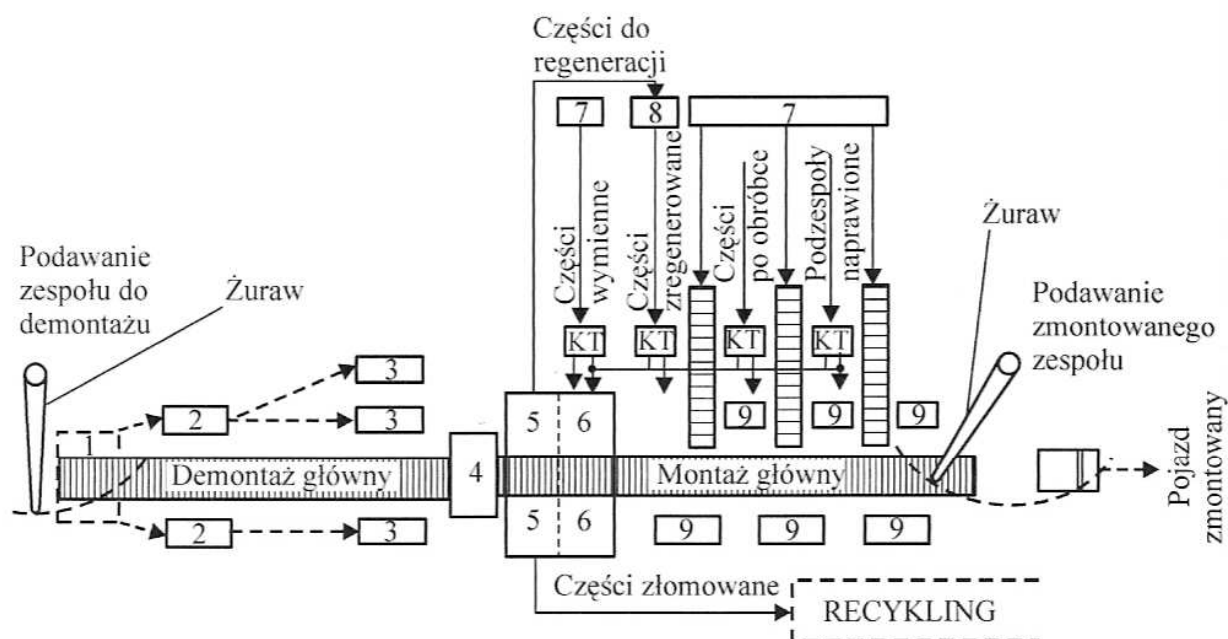 Części do
regeneracji
7
8
7
Części
wymienne
Części
zregenerowane
Części
po obróbce
Podzespoły
naprawione
Żuraw
Podawanie
zespołu do
demontażu
Żuraw
Podawanie
zmontowanego
zespołu
KT
KT
KT
KT
3
2
3
1
5
6
9
9
9
Demontaż główny
4
Montaż główny
Pojazd
zmontowany
2
3
5
6
9
9
9
Części złomowane
RECYKLING